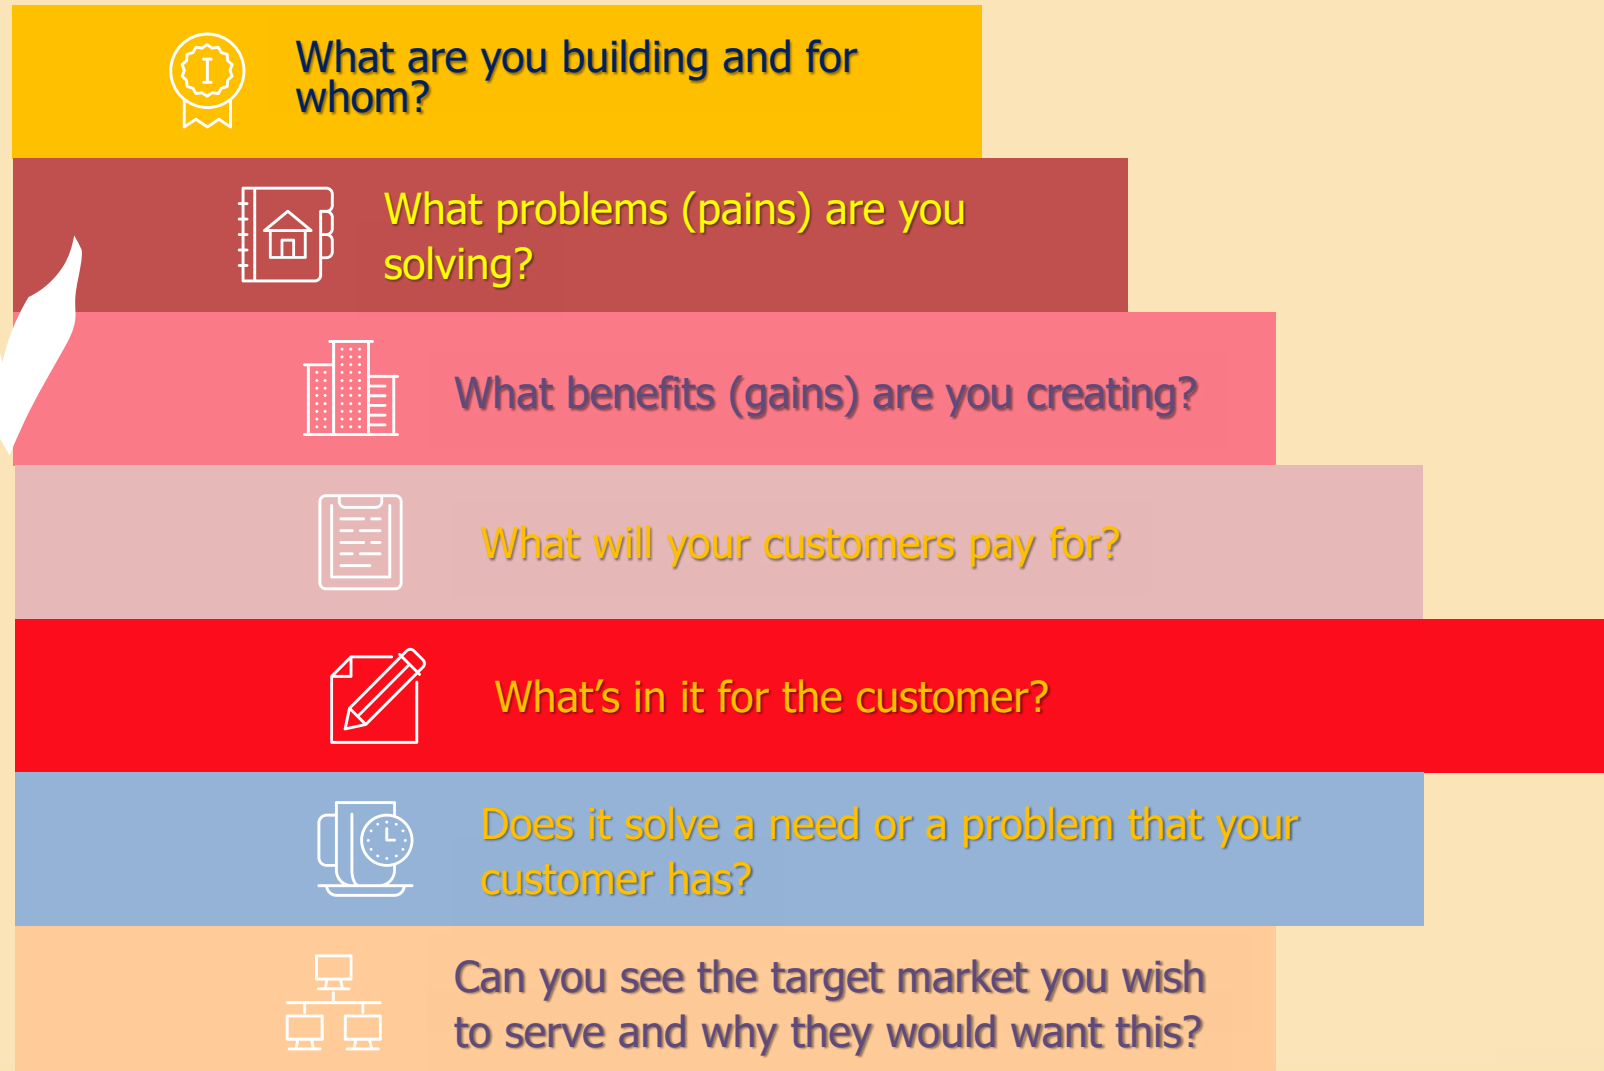 What are you building and for
whom?
What problems (pains) are you
solving?
What benefits (gains) are you creating?
What will your customers pay for?
What’s in it for the customer?
Does it solve a need or a problem that your
customer has?
Can you see the target market you wish
to serve and why they would want this?